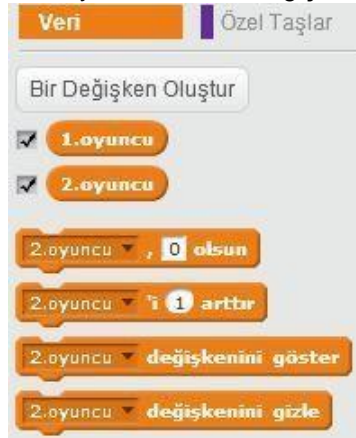 Veri Özel Taşlar
Bir Değişken Oluştur
1.oyuncu
2.oyuncu
2.oyuncu , 0 olsun
2.oyuncu 'i 1 arttır
2.oyuncu değişkenini göster
2.oyuncu değişkenini gizle